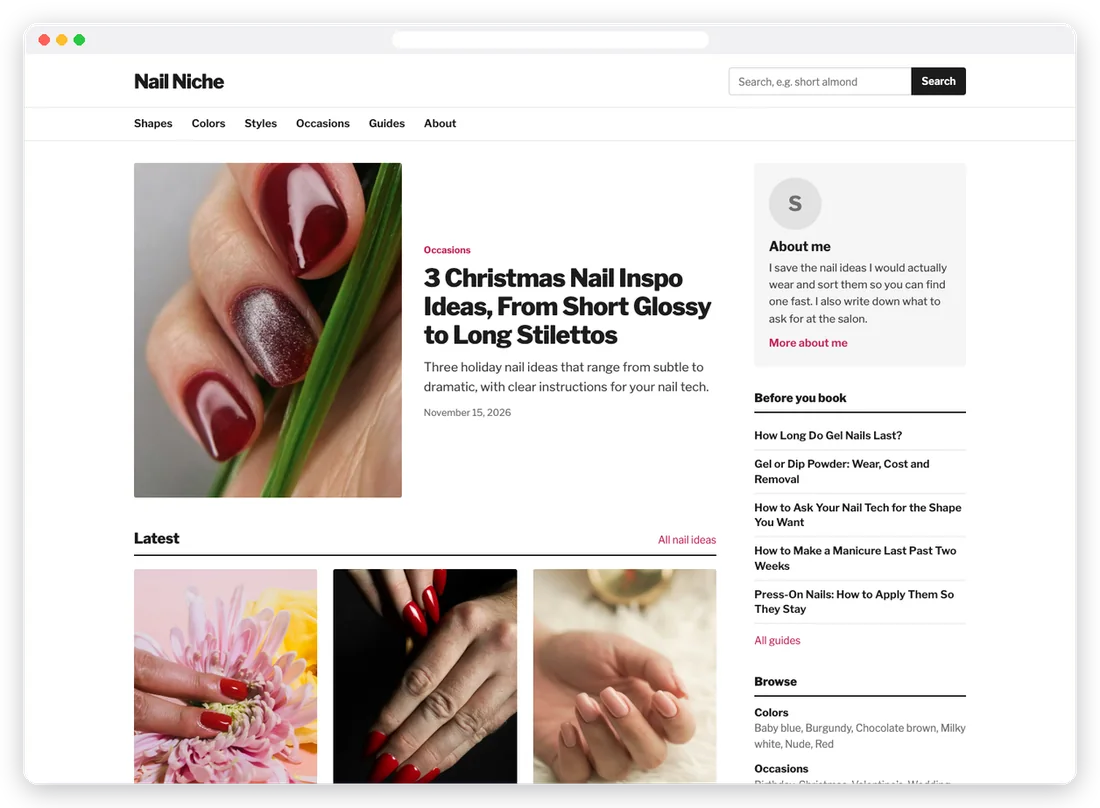 Nail Niche
Search, e.g. short almond
Search
Shapes Colors Styles Occasions Guides About
Occasions
3 Christmas Nail Inspo
Ideas, From Short Glossy
to Long Stilettos
Three holiday nail ideas that range from subtle to
dramatic, with clear instructions for your nail tech.
November 15, 2026
Latest
All nail ideas
S
About me
I save the nail ideas I would actually
wear and sort them so you can find
one fast. I also write down what to
ask for at the salon.
More about me
Before you book
How Long Do Gel Nails Last?
Gel or Dip Powder: Wear, Cost and
Removal
How to Ask Your Nail Tech for the Shape
You Want
How to Make a Manicure Last Past Two
Weeks
Press-On Nails: How to Apply Them So
They Stay
All guides
Browse
Colors
Baby blue, Burgundy, Chocolate brown, Milky
white, Nude, Red
Occasions